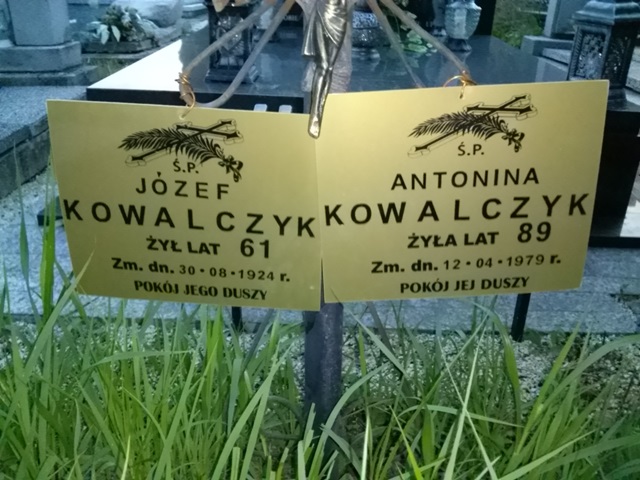 Ś.P.
JÓZEF
KOWALCZYK
ŻYŁ LAT 61
Zm. dn. 30 • 08 • 1924 r.
POKÓJ JEGO DUSZY
Ś.P.
ANTONINA
KOWALCZYK
ŻYŁA LAT 89
Zm. dn. 12 • 04 • 1979 r.
POKÓJ JEJ DUSZY